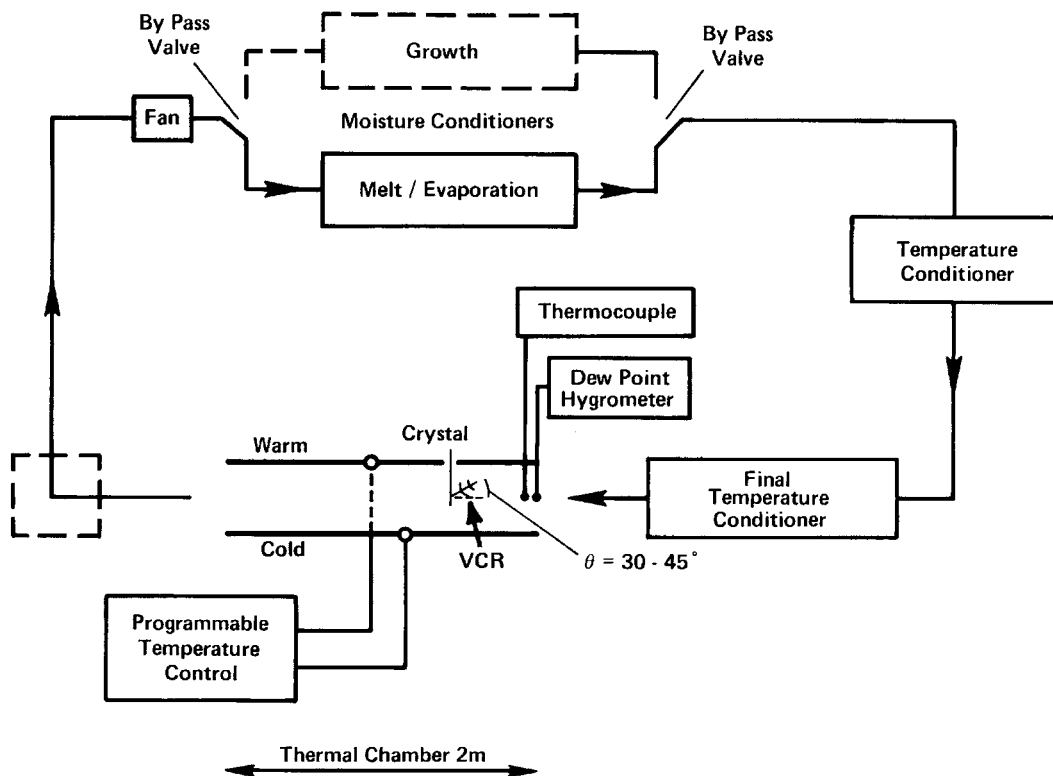 By Pass
Valve
Growth
By Pass
Valve
Fan
Moisture Conditioners
Melt / Evaporation
Temperature
Conditioner
Thermocouple
Dew Point
Hygrometer
Crystal
Warm
Final
Temperature
Conditioner
Cold
VCR
θ = 30 - 45°
Programmable
Temperature
Control
Thermal Chamber 2m